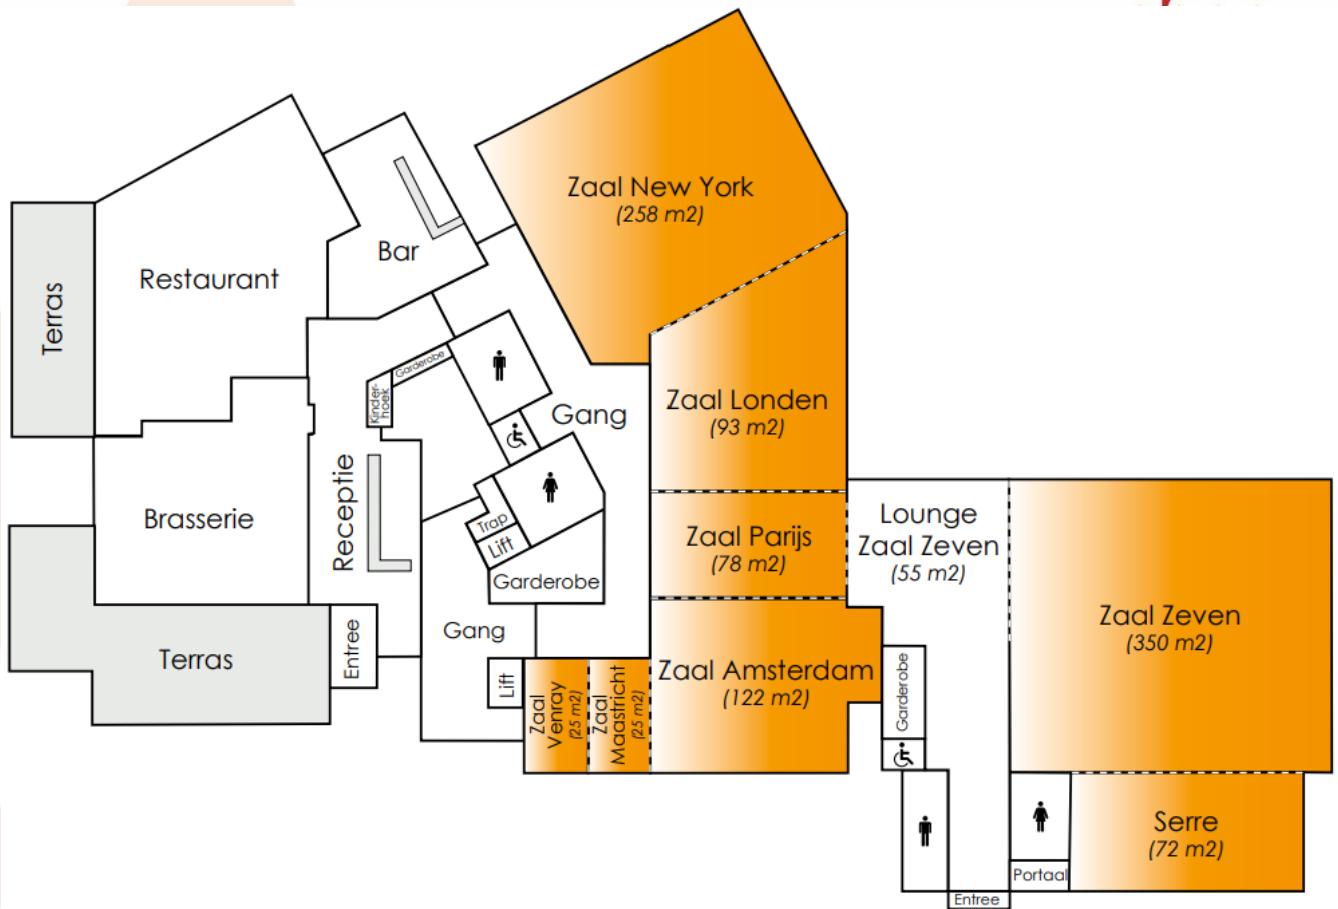 Zaal New York
(258 m2)
Bar
Restaurant
Terras
Garderobe
Kinder-
hoek
Gang
Zaal Londen
(93 m2)
Receptie
Brasserie
Trap
Lift
Garderobe
Zaal Parijs
(78 m2)
Lounge
Zaal Zeven
(55 m2)
Zaal Zeven
(350 m2)
Terras
Entree
Gang
Lift
Zaal
Venray
(25 m2)
Zaal
Maastricht
(25 m2)
Zaal Amsterdam
(122 m2)
Garderobe
Serre
(72 m2)
Portaal
Entree